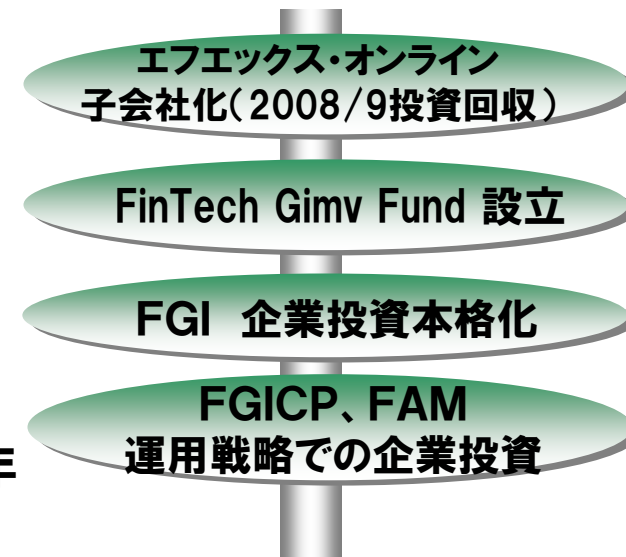 エフエックス・オンライン
子会社化(2008/9投資回収)
FinTech Gimv Fund 設立
FGI 企業投資本格化
FGICP、FAM
運用戦略での企業投資